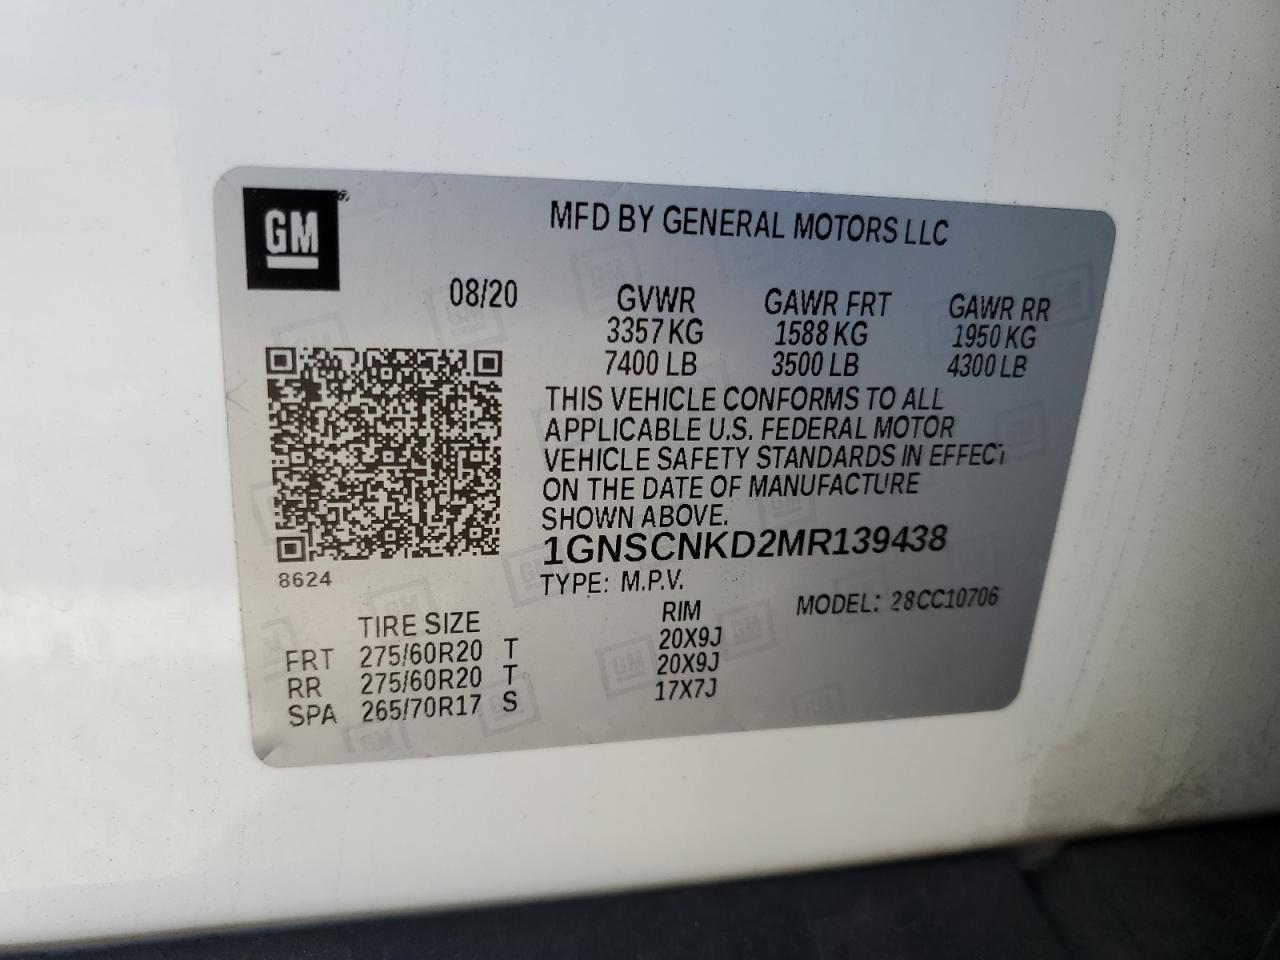 GM
MFD BY GENERAL MOTORS LLC
08/20 GVWR GAWR FRT GAWR RR
3357 KG 1588 KG 1950 KG
7400 LB 3500 LB 4300 LB
THIS VEHICLE CONFORMS TO ALL
APPLICABLE U.S. FEDERAL MOTOR
VEHICLE SAFETY STANDARDS IN EFFECT
ON THE DATE OF MANUFACTURE
SHOWN ABOVE.
1GNSCNKD2MR139438
8624
TYPE: M.P.V. MODEL: 28CC10706
TIRE SIZE RIM
FRT 275/60R20 T 20X9J
RR 275/60R20 T 20X9J
SPA 265/70R17 S 17X7J